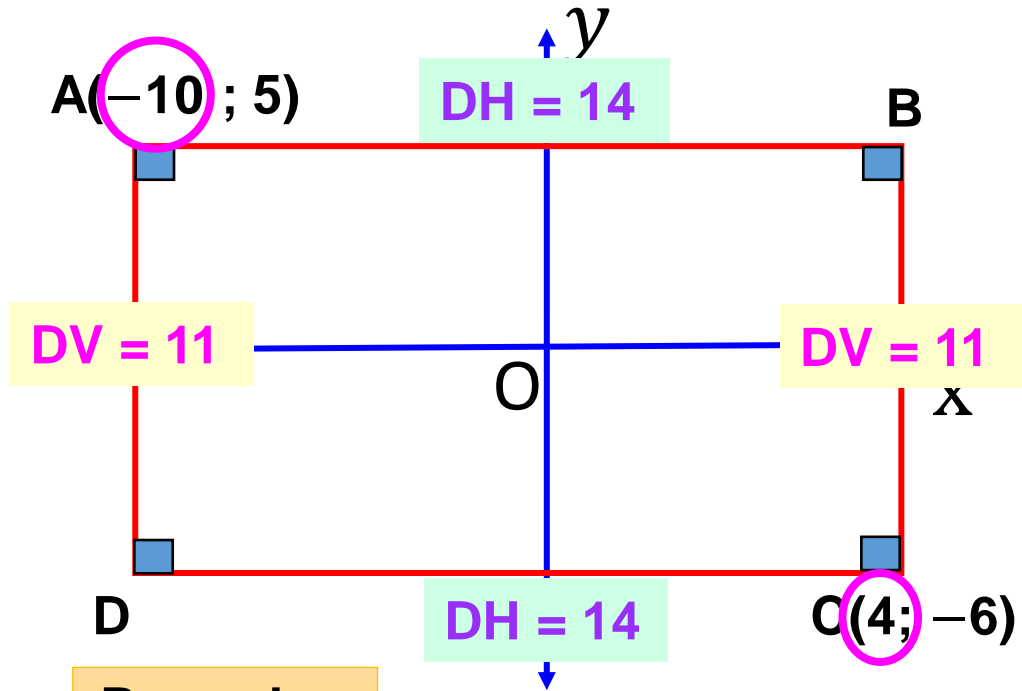 y
A(−10 ; 5)
DH = 14
B
DV = 11
DV = 11
O
x
D
DH = 14
C(4; −6)